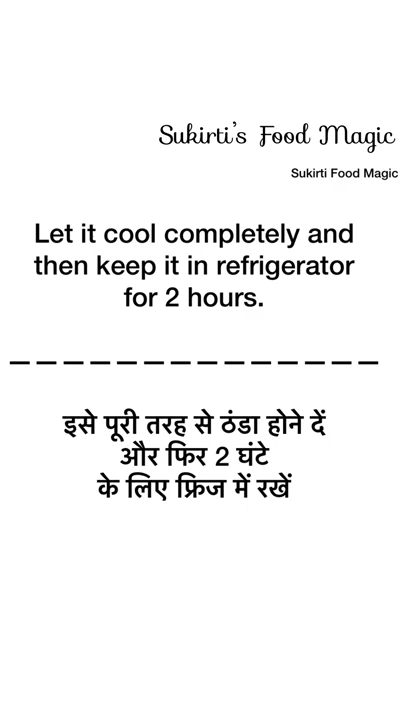 Sukirti's Food Magic
Sukirti Food Magic
Let it cool completely and
then keep it in refrigerator
for 2 hours.
इसे पूरी तरह से ठंडा होने दें
और फिर 2 घंटे
के लिए फ्रिज में रखें